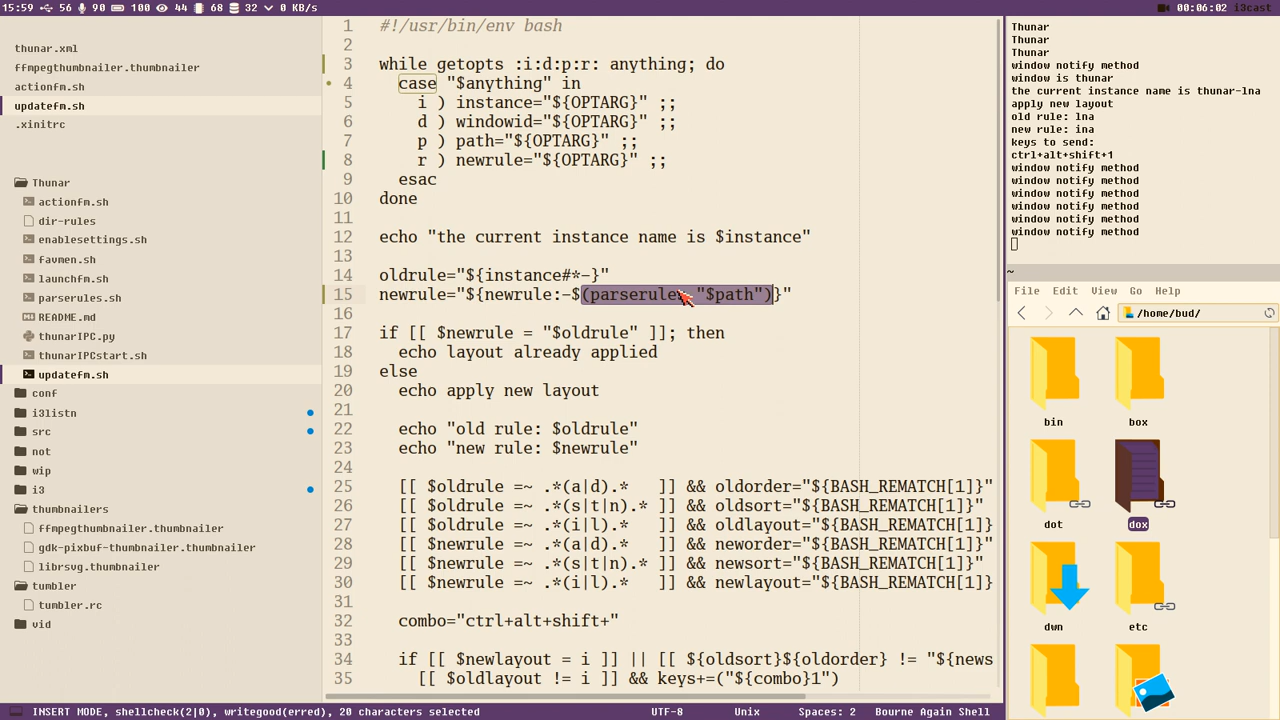 15:59 56 90 44 68 32 0 KB/s
00:06:02 i3cast
thunar.xml
ffmpegthumbnailer.thumbnailer
actionfm.sh
updatefm.sh
.xinitrc
Thunar
actionfm.sh
dir-rules
enablesettings.sh
favmen.sh
launchfm.sh
parserules.sh
README.md
thunarIPC.py
thunarIPCstart.sh
updatefm.sh
conf
i3listn
src
not
wip
i3
thumbnailers
ffmpegthumbnailer.thumbnailer
gdk-pixbuf-thumbnailer.thumbnailer
librsvg.thumbnailer
tumbler
tumbler.rc
vid
1 #!/usr/bin/env bash
2
3 while getopts :i:d:p:r: anything; do
4 case "$anything" in
5 i ) instance="${OPTARG}" ;;
6 d ) windowid="${OPTARG}" ;;
7 p ) path="${OPTARG}" ;;
8 r ) newrule="${OPTARG}" ;;
9 esac
10 done
11
12 echo "the current instance name is $instance"
13
14 oldrule="${instance#*-}"
15 newrule="${newrule:-$(parserules "$path")}"
16
17 if [[ $newrule = "$oldrule" ]]; then
18 echo layout already applied
19 else
20 echo apply new layout
21
22 echo "old rule: $oldrule"
23 echo "new rule: $newrule"
24
25 [[ $oldrule =~ .*(a|d).* ]] && oldorder="${BASH_REMATCH[1]}"
26 [[ $oldrule =~ .*(s|t|n).* ]] && oldsort="${BASH_REMATCH[1]}"
27 [[ $oldrule =~ .*(i|l).* ]] && oldlayout="${BASH_REMATCH[1]}
28 [[ $newrule =~ .*(a|d).* ]] && neworder="${BASH_REMATCH[1]}"
29 [[ $newrule =~ .*(s|t|n).* ]] && newsort="${BASH_REMATCH[1]}"
30 [[ $newrule =~ .*(i|l).* ]] && newlayout="${BASH_REMATCH[1]}
31
32 combo="ctrl+alt+shift+"
33
34 if [[ $newlayout = i ]] || [[ ${oldsort}${oldorder} != "${news
35 [[ $oldlayout != i ]] && keys+=("${combo}1")
Thunar
Thunar
Thunar
window notify method
window is thunar
the current instance name is thunar-lna
apply new layout
old rule: lna
new rule: ina
keys to send:
ctrl+alt+shift+1
window notify method
window notify method
window notify method
window notify method
window notify method
window notify method
~
File Edit View Go Help
/home/bud/
bin box
dot dox
dwn etc
INSERT MODE, shellcheck(2|0), writegood(erred), 20 characters selected UTF-8 Unix Spaces: 2 Bourne Again Shell